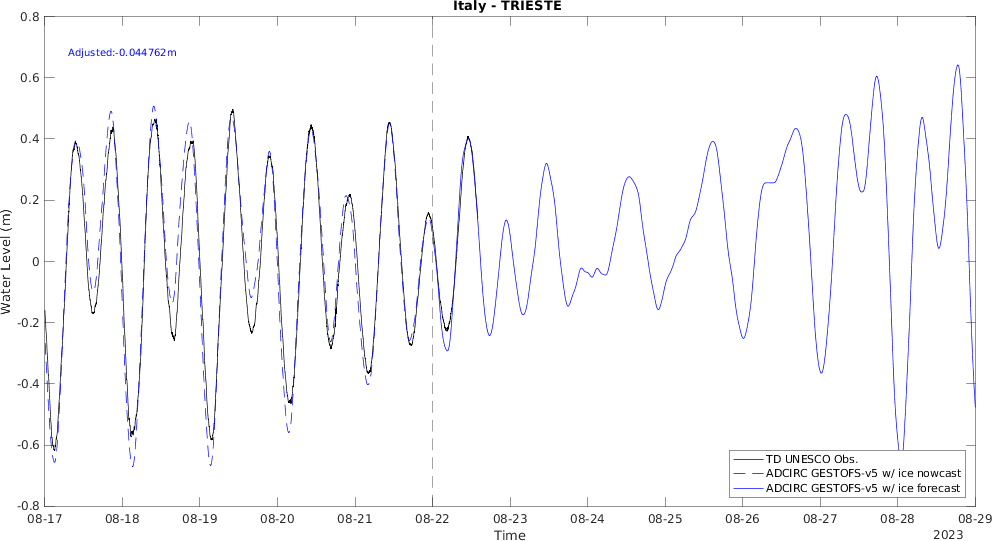 Italy - TRIESTE
Adjusted:-0.044762m
Water Level (m)
0.8
0.6
0.4
0.2
0
-0.2
-0.4
-0.6
-0.8
TD UNESCO Obs.
ADCIRC GESTOFS-v5 w/ ice nowcast
ADCIRC GESTOFS-v5 w/ ice forecast
08-17 08-18 08-19 08-20 08-21 08-22 08-23 08-24 08-25 08-26 08-27 08-28 08-29
Time
2023